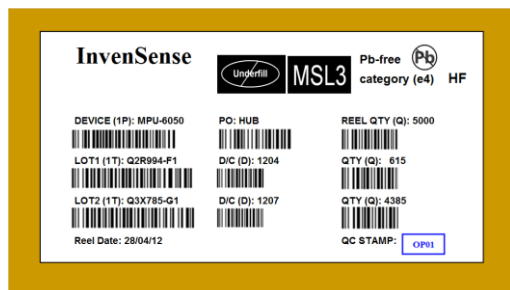 InvenSense
Underfill
MSL3
Pb-free
category (e4)
Pb
HF
DEVICE (1P): MPU-6050 PO: HUB REEL QTY (Q): 5000
LOT1 (1T): Q2R994-F1 D/C (D): 1204 QTY (Q): 615
LOT2 (1T): Q3X785-G1 D/C (D): 1207 QTY (Q): 4385
Reel Date: 28/04/12 QC STAMP: OP01